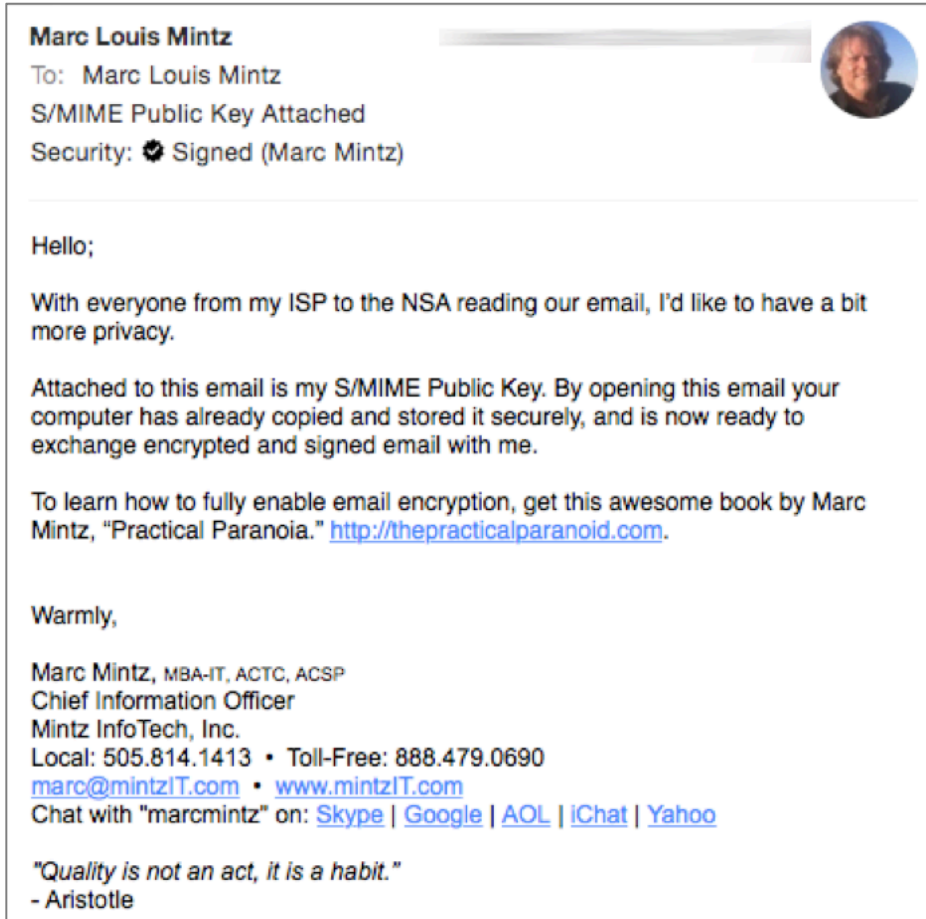 Marc Louis Mintz
To: Marc Louis Mintz
S/MIME Public Key Attached
Security: Signed (Marc Mintz)
Hello;
With everyone from my ISP to the NSA reading our email, I'd like to have a bit
more privacy.
Attached to this email is my S/MIME Public Key. By opening this email your
computer has already copied and stored it securely, and is now ready to
exchange encrypted and signed email with me.
To learn how to fully enable email encryption, get this awesome book by Marc
Mintz, “Practical Paranoia.” http://thepracticalparanoid.com.
Warmly,
Marc Mintz, MBA-IT, ACTC, ACSP
Chief Information Officer
Mintz InfoTech, Inc.
Local: 505.814.1413 • Toll-Free: 888.479.0690
marc@mintzIT.com • www.mintzIT.com
Chat with "marcmintz" on: Skype | Google | AOL | iChat | Yahoo
"Quality is not an act, it is a habit.”
- Aristotle